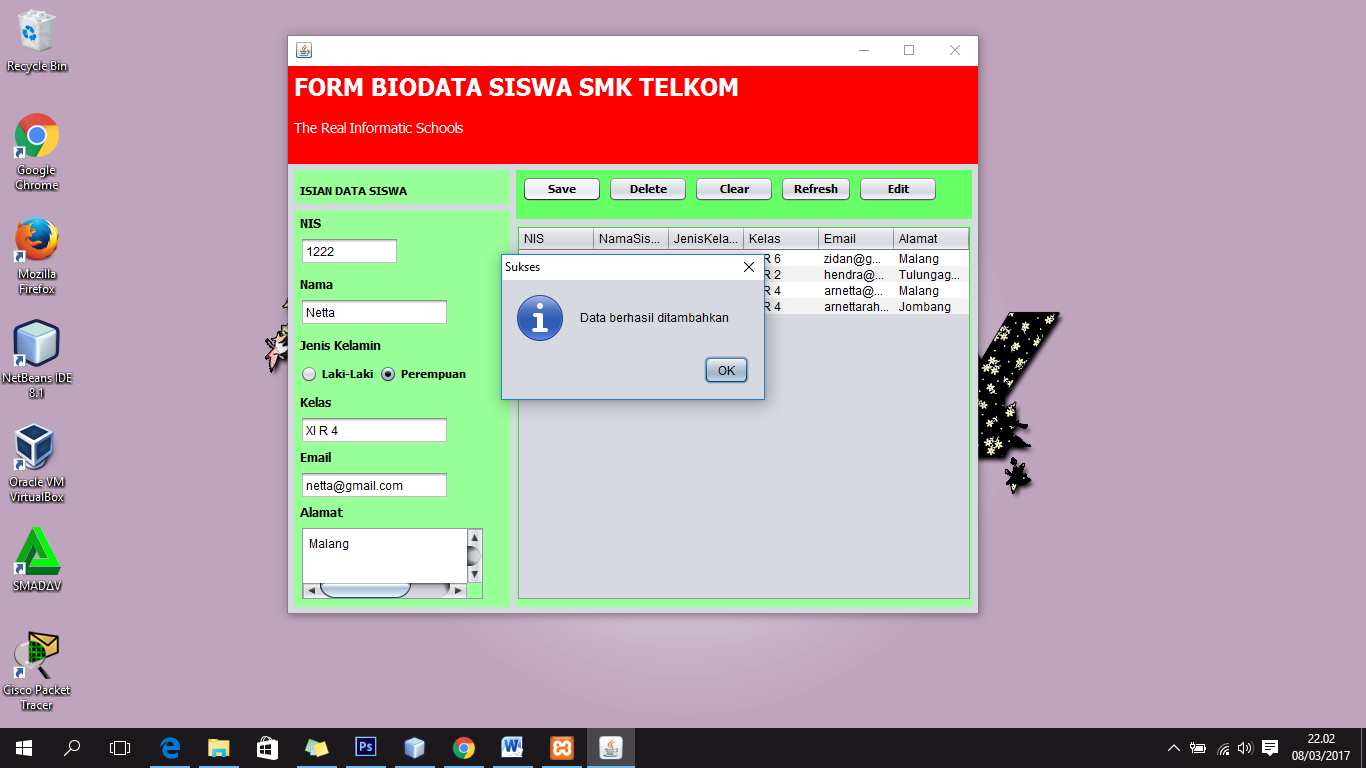 Recycle Bin
Google
Chrome
Mozilla
Firefox
NetBeans IDE
8.1
Oracle VM
VirtualBox
SMADΔV
Cisco Packet
Tracer
FORM BIODATA SISWA SMK TELKOM
The Real Informatic Schools
ISIAN DATA SISWA
NIS
1222
Nama
Netta
Jenis Kelamin
Laki-Laki Perempuan
Kelas
XI R 4
Email
netta@gmail.com
Alamat
Malang
Save Delete Clear Refresh Edit
NIS NamaSis... JenisKela... Kelas Email Alamat
R 6 zidan@g... Malang
R 2 hendra@... Tulungag...
R 4 arnetta@... Malang
R 4 arnettarah... Jombang
Sukses
Data berhasil ditambahkan
OK
Ps
22.02
08/03/2017